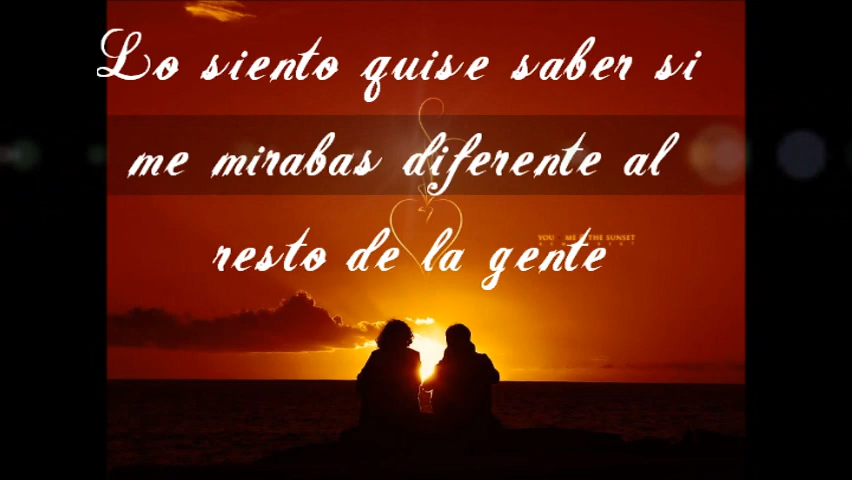 Lo siento quise saber si
me mirabas diferente al
resto de la gente
YOU ME & THE SUNSET